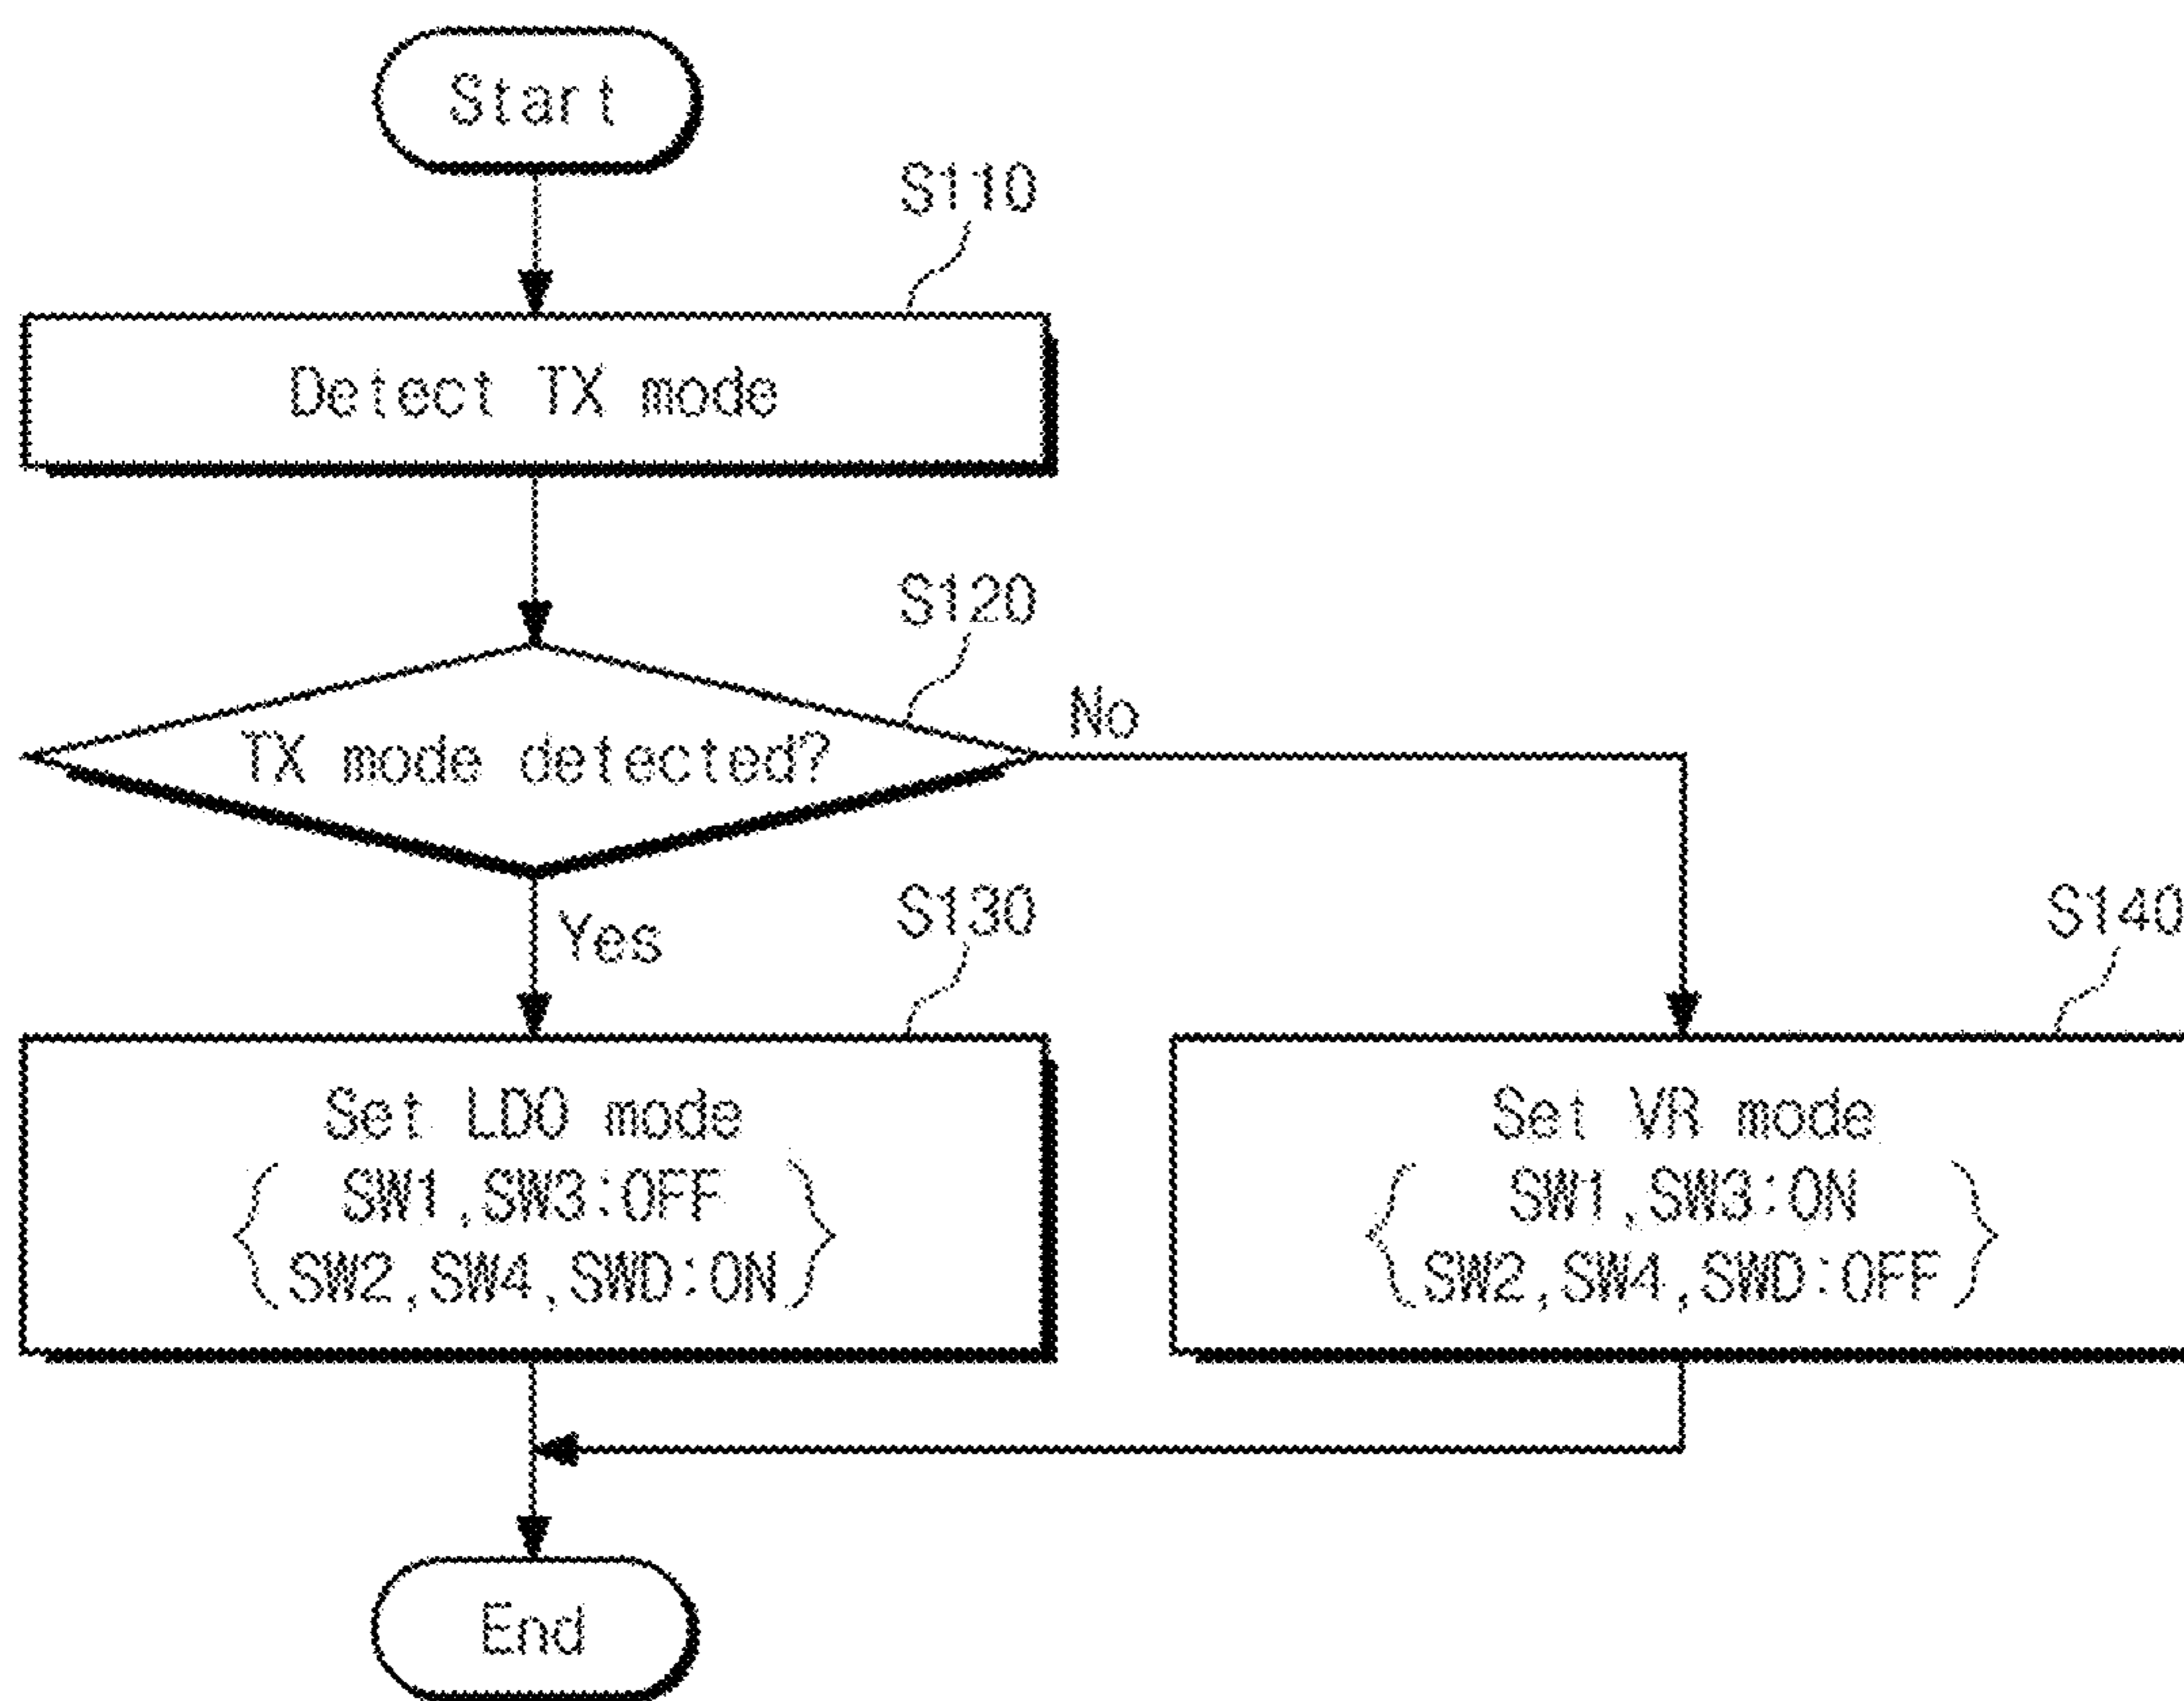 Start
S110
Detect TX mode
S120
TX mode detected?
No
Yes
S130
Set LDO mode
SW1,SW3:OFF
SW2,SW4,SWD:ON
S140
Set VR mode
SW1,SW3:ON
SW2,SW4,SWD:OFF
End